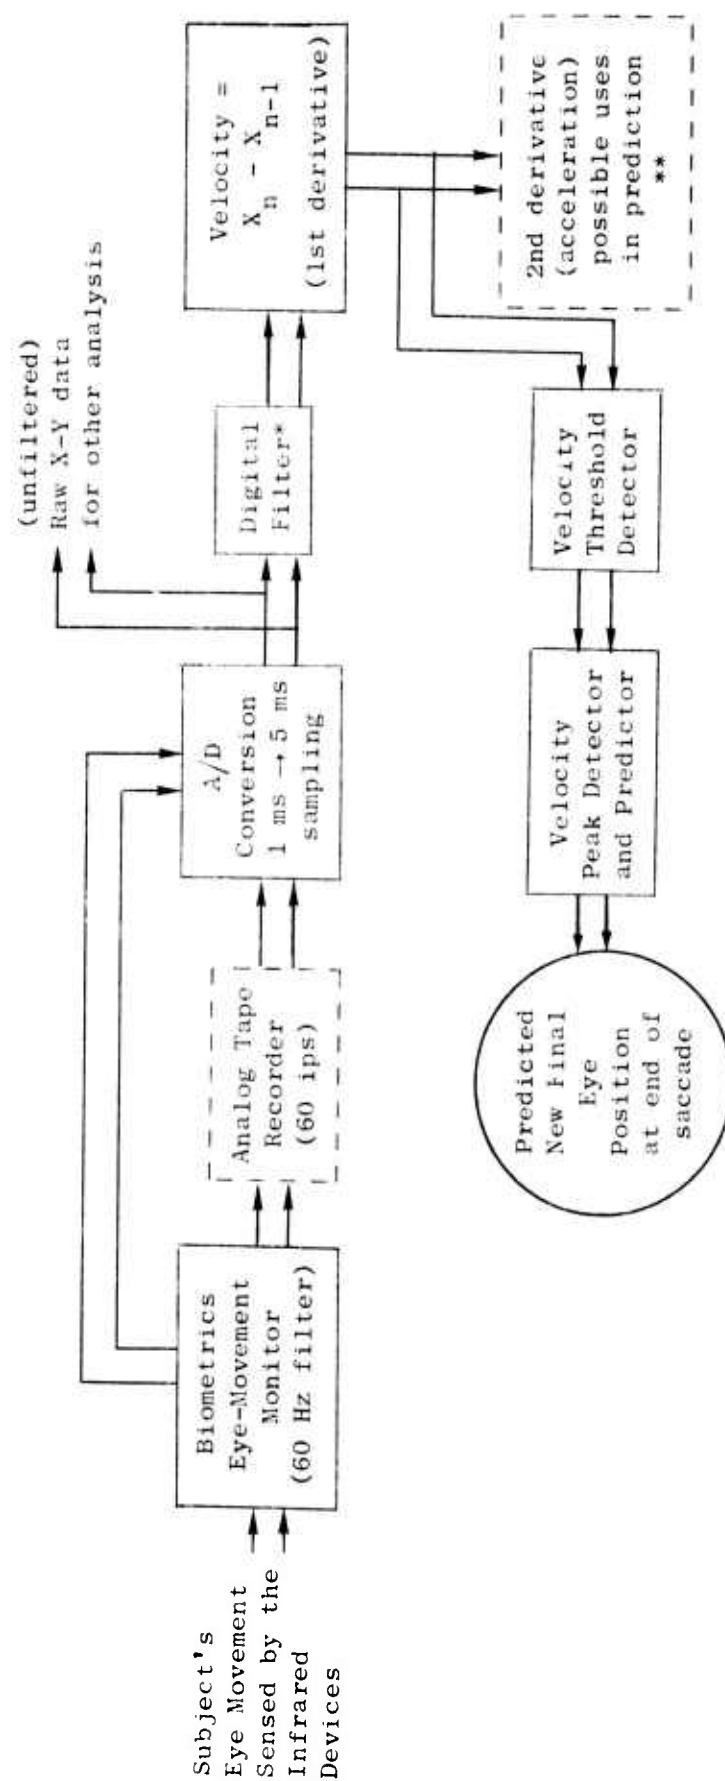 Subject's
Eye Movement
Sensed by the
Infrared
Devices
Biometrics
Eye-Movement
Monitor
(60 Hz filter)
Analog Tape
Recorder
(60 ips)
A/D
Conversion
1 ms → 5 ms
sampling
(unfiltered)
Raw X-Y data
for other analysis
Digital
Filter*
Velocity =
X_n - X_{n-1}
(1st derivative)
2nd derivative
(acceleration)
possible uses
in prediction
**
Velocity
Threshold
Detector
Velocity
Peak Detector
and Predictor
Predicted
New Final
Eye
Position
at end of
saccade